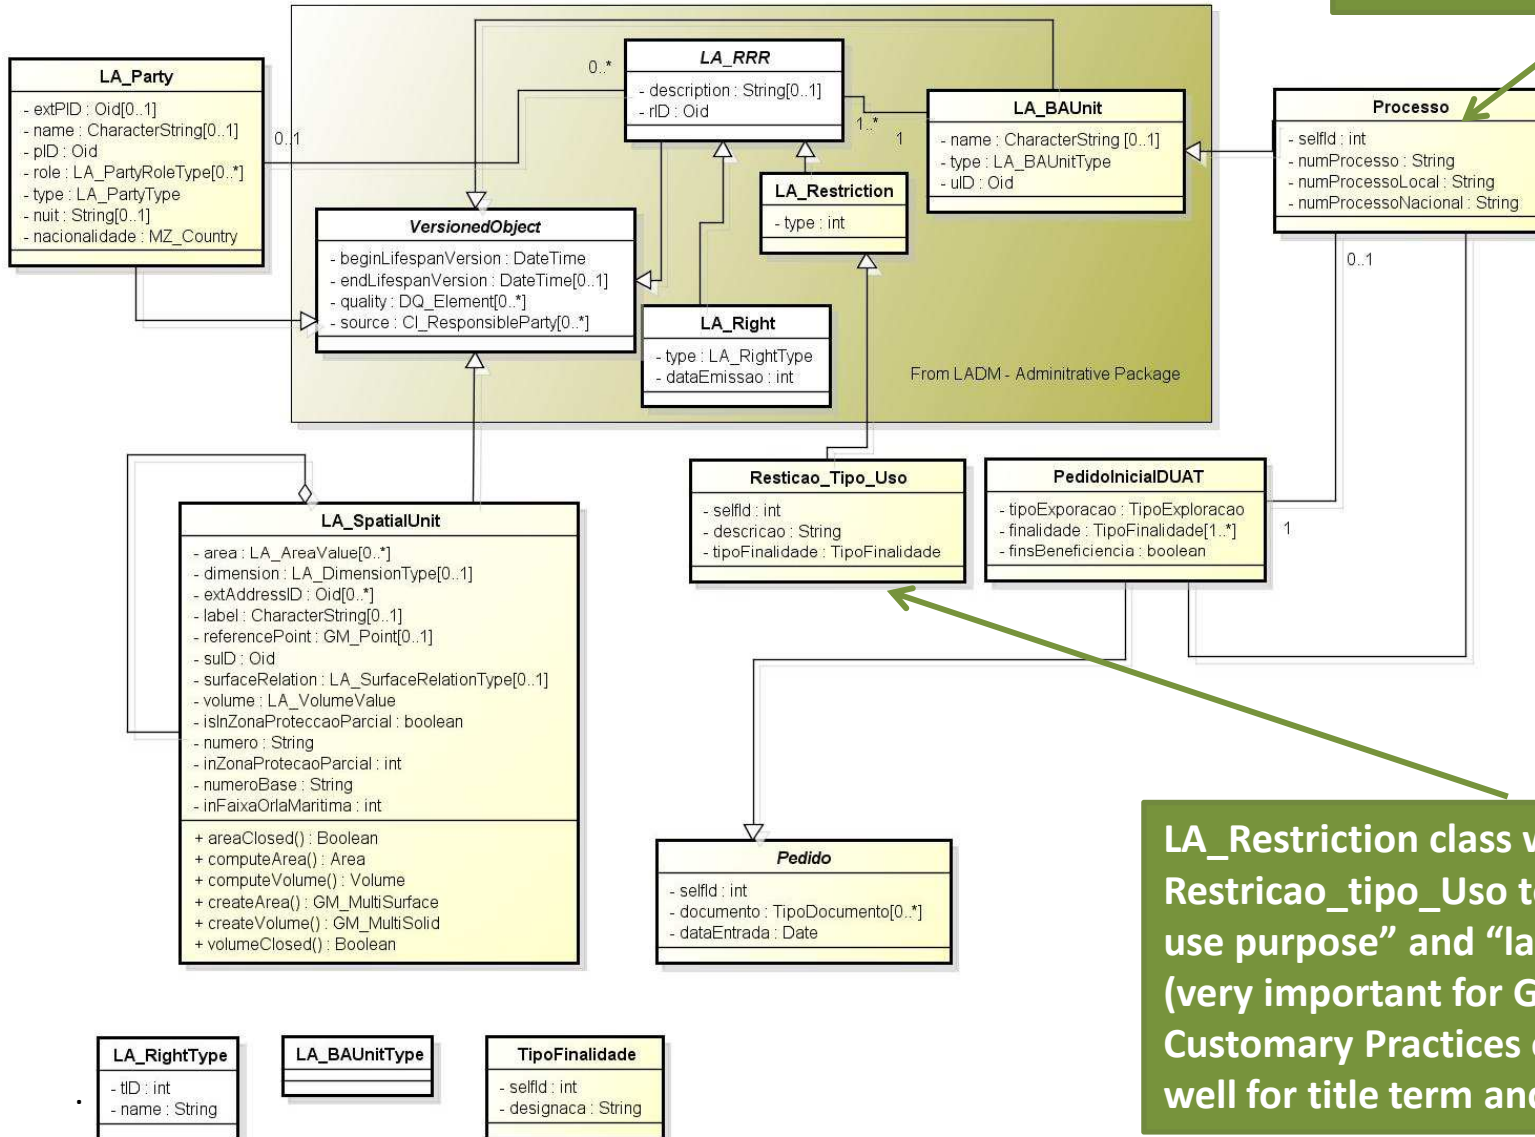 LA_Party
- extPID : Oid[0..1]
- name : CharacterString[0..1]
- pID : Oid
- role : LA_PartyRoleType[0..*]
- type : LA_PartyType
- nuit : String[0..1]
- nacionalidade : MZ_Country
0..1
0..*
LA_RRR
- description : String[0..1]
- rID : Oid
1..*
1
LA_BAUnit
- name : CharacterString [0..1]
- type : LA_BAUnitType
- uID : Oid
Processo
- selfId : int
- numProcesso : String
- numProcessoLocal : String
- numProcessoNacional : String
0..1
LA_Restriction
- type : int
VersionedObject
- beginLifespanVersion : DateTime
- endLifespanVersion : DateTime[0..1]
- quality : DQ_Element[0..*]
- source : CI_ResponsibleParty[0..*]
LA_Right
- type : LA_RightType
- dataEmissao : int
From LADM - Adminitrative Package
Resticao_Tipo_Uso
- selfId : int
- descricao : String
- tipoFinalidade : TipoFinalidade
PedidoInicialDUAT
- tipoExporacao : TipoExploracao
- finalidade : TipoFinalidade[1..*]
- finsBeneficiencia : boolean
1
LA_SpatialUnit
- area : LA_AreaValue[0..*]
- dimension : LA_DimensionType[0..1]
- extAddressID : Oid[0..*]
- label : CharacterString[0..1]
- referencePoint : GM_Point[0..1]
- suID : Oid
- surfaceRelation : LA_SurfaceRelationType[0..1]
- volume : LA_VolumeValue
- isInZonaProteccaoParcial : boolean
- numero : String
- inZonaProtecaoParcial : int
- numeroBase : String
- inFaixaOrlaMaritima : int
+ areaClosed() : Boolean
+ computeArea() : Area
+ computeVolume() : Volume
+ createArea() : GM_MultiSurface
+ createVolume() : GM_MultiSolid
+ volumeClosed() : Boolean
Pedido
- selfId : int
- documento : TipoDocumento[0..*]
- dataEntrada : Date
LA_Restriction class
Restricao_tipo_Uso
use purpose” and “la
(very important for G
Customary Practices
well for title term and
LA_RightType
- tID : int
- name : String
LA_BAUnitType
TipoFinalidade
- selfId : int
- designaca : String
.